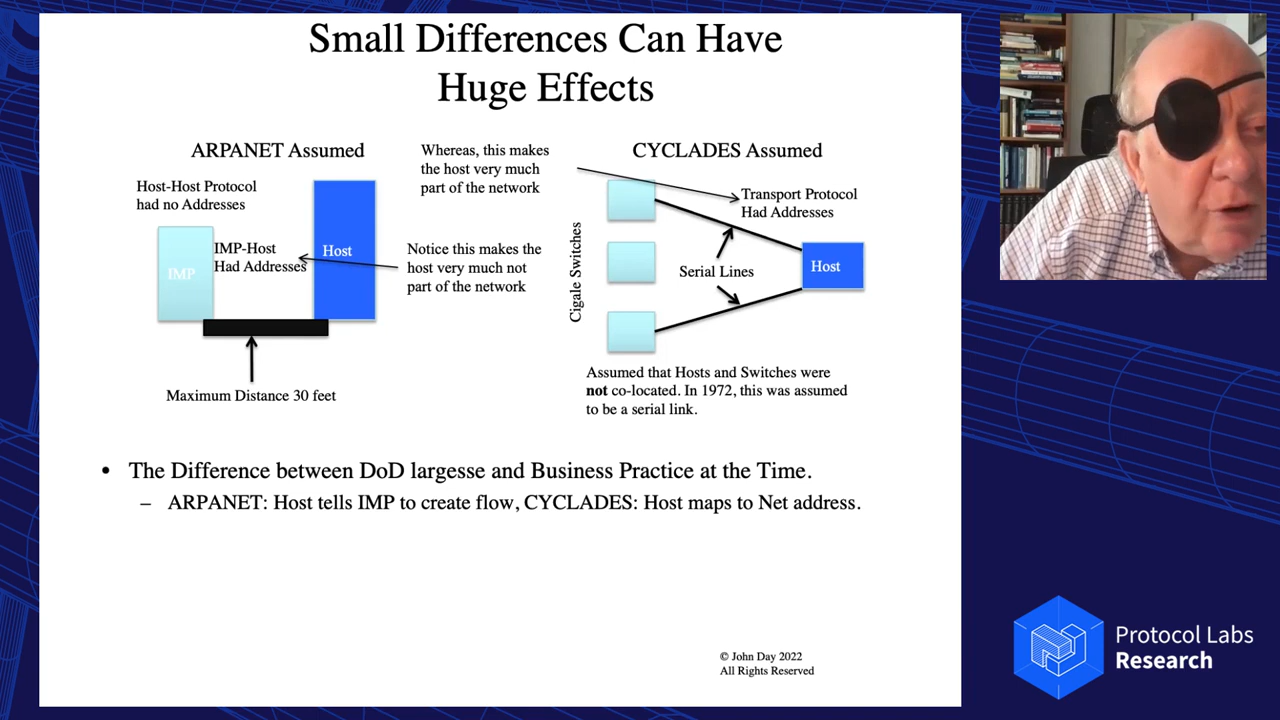 Small Differences Can Have
Huge Effects
ARPANET Assumed
Host-Host Protocol
had no Addresses
IMP
IMP-Host
Had Addresses
Host
Maximum Distance 30 feet
Whereas, this makes
the host very much
part of the network
Notice this makes the
host very much not
part of the network
CYCLADES Assumed
Cigale Switches
Transport Protocol
Had Addresses
Serial Lines
Host
Assumed that Hosts and Switches were
not co-located. In 1972, this was assumed
to be a serial link.
• The Difference between DoD largesse and Business Practice at the Time.
– ARPANET: Host tells IMP to create flow, CYCLADES: Host maps to Net address.
© John Day 2022
All Rights Reserved
Protocol Labs
Research